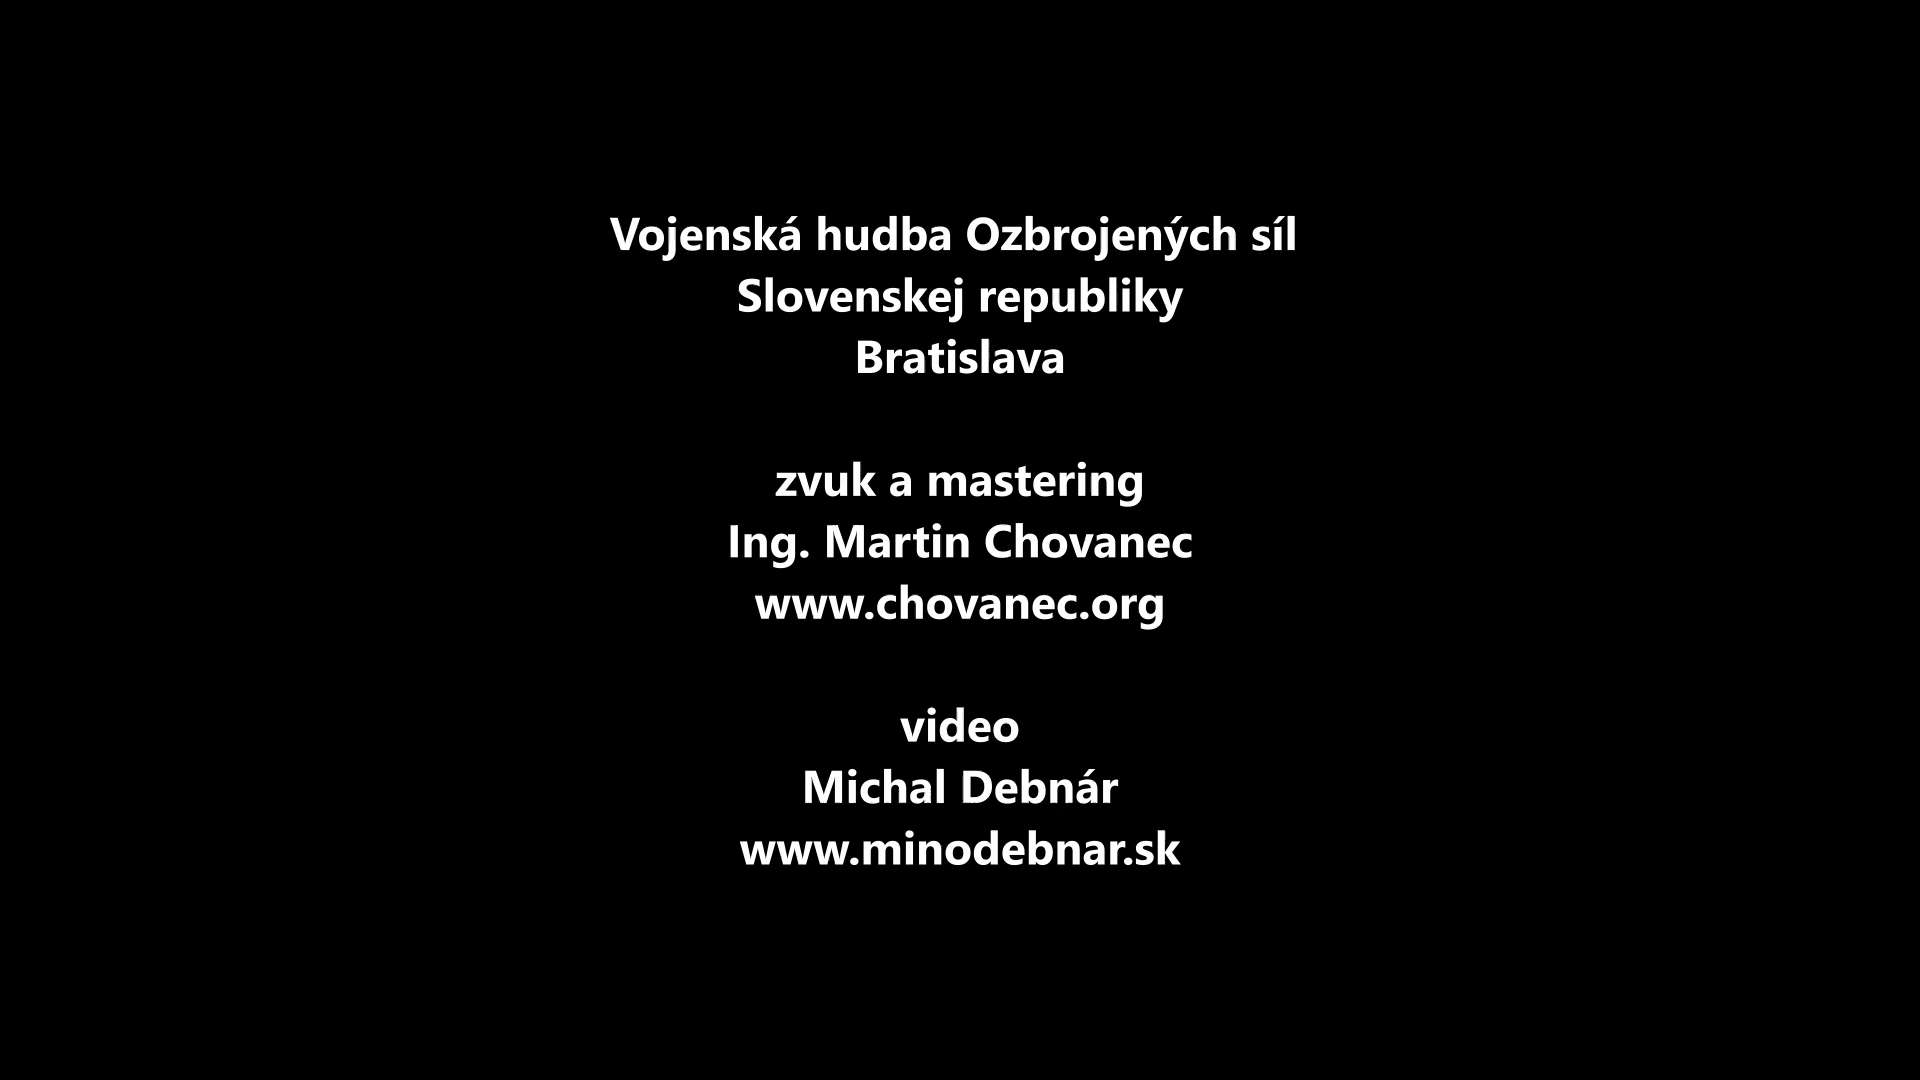 Vojenská hudba Ozbrojených síl
Slovenskej republiky
Bratislava
zvuk a mastering
Ing. Martin Chovanec
www.chovanec.org
video
Michal Debnár
www.minodebnar.sk